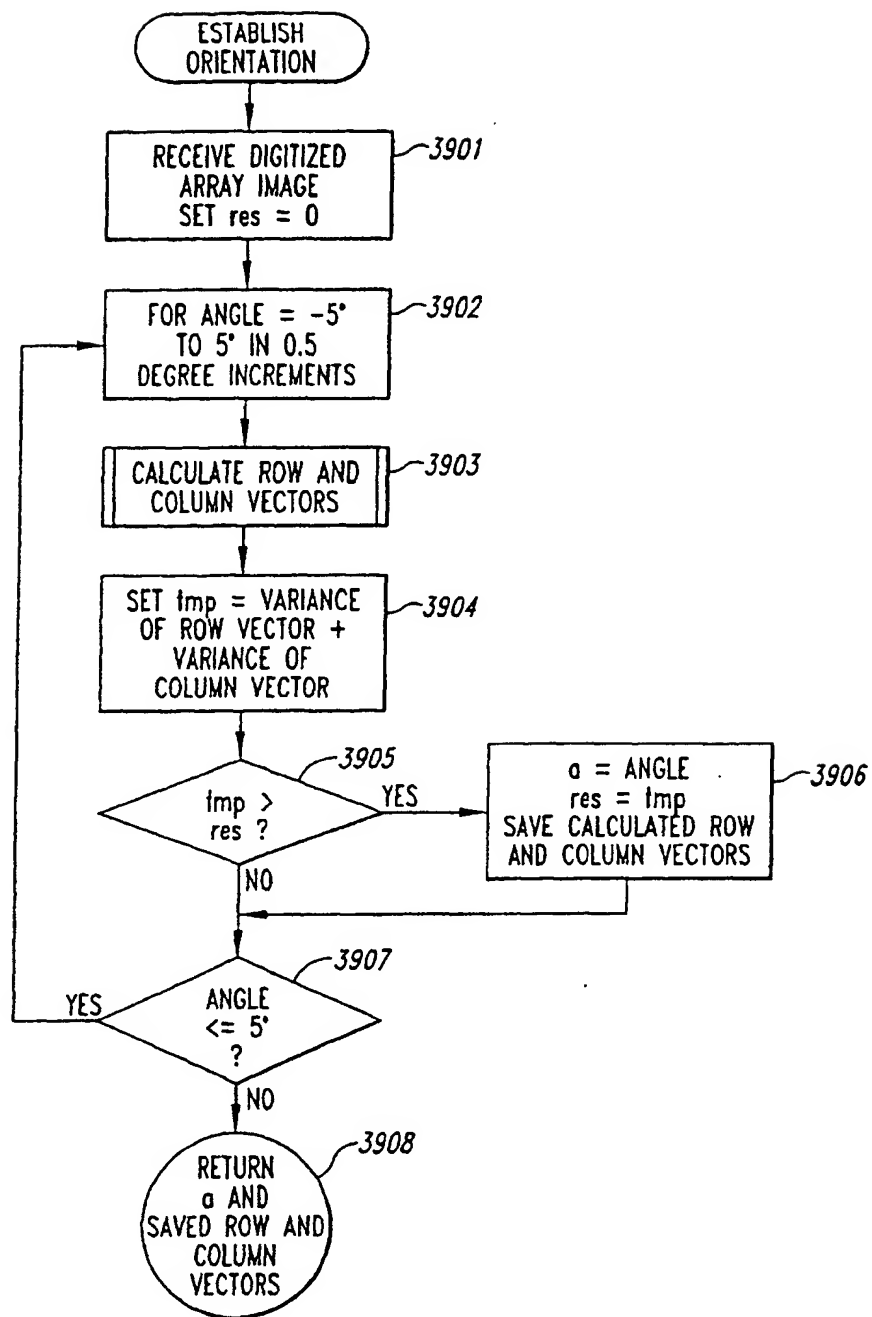 ESTABLISH
ORIENTATION
RECEIVE DIGITIZED
ARRAY IMAGE
SET res = 0
3901
FOR ANGLE = -5°
TO 5° IN 0.5
DEGREE INCREMENTS
3902
CALCULATE ROW AND
COLUMN VECTORS
3903
SET tmp = VARIANCE
OF ROW VECTOR +
VARIANCE OF
COLUMN VECTOR
3904
tmp >
res ?
3905
YES
NO
a = ANGLE
res = tmp
SAVE CALCULATED ROW
AND COLUMN VECTORS
3906
ANGLE
<= 5°
?
3907
YES
NO
RETURN
a AND
SAVED ROW AND
COLUMN
VECTORS
3908